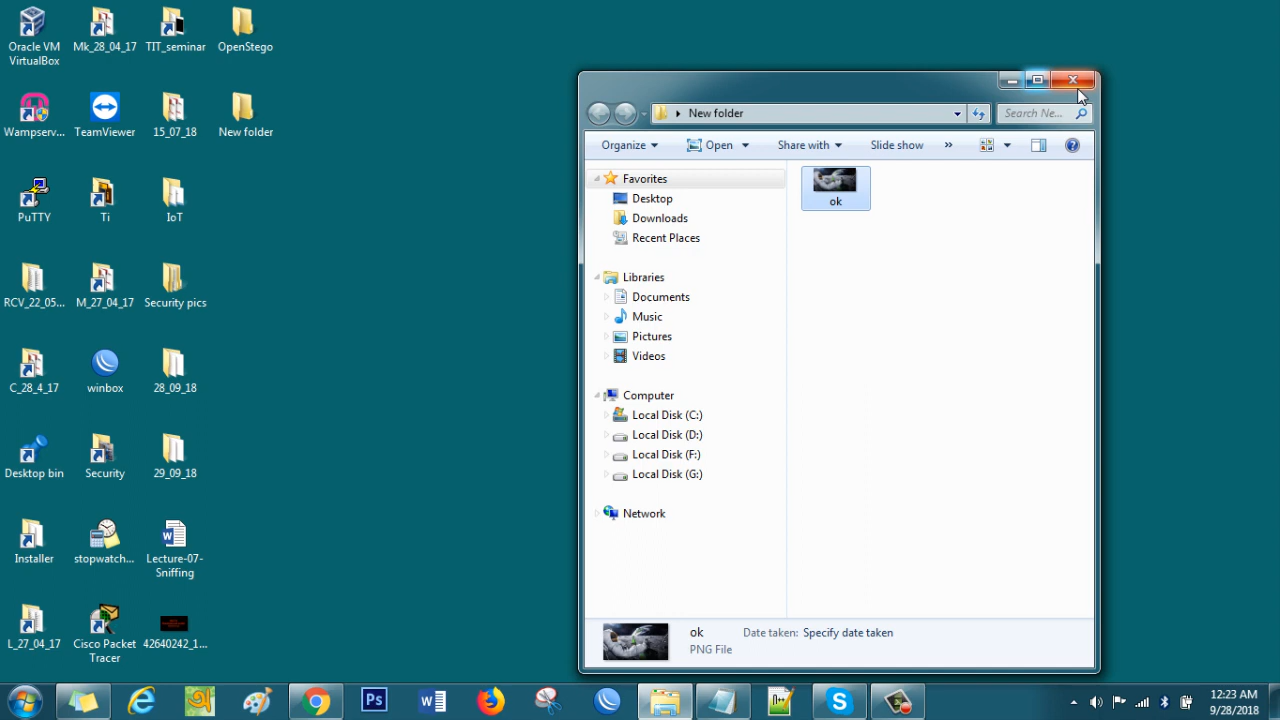 Oracle VM
VirtualBox
Mk_28_04_17
TIT_seminar
OpenStego
Wampserv...
TeamViewer
15_07_18
New folder
PuTTY
Ti
IoT
RCV_22_05...
M_27_04_17
Security pics
C_28_4_17
winbox
28_09_18
Desktop bin
Security
29_09_18
Installer
stopwatch...
Lecture-07-
Sniffing
L_27_04_17
Cisco Packet
Tracer
42640242_1...
New folder
Search Ne...
Organize
Open
Share with
Slide show
»
Favorites
Desktop
Downloads
Recent Places
Libraries
Documents
Music
Pictures
Videos
Computer
Local Disk (C:)
Local Disk (D:)
Local Disk (F:)
Local Disk (G:)
Network
ok
ok
Date taken: Specify date taken
PNG File
Ps
12:23 AM
9/28/2018